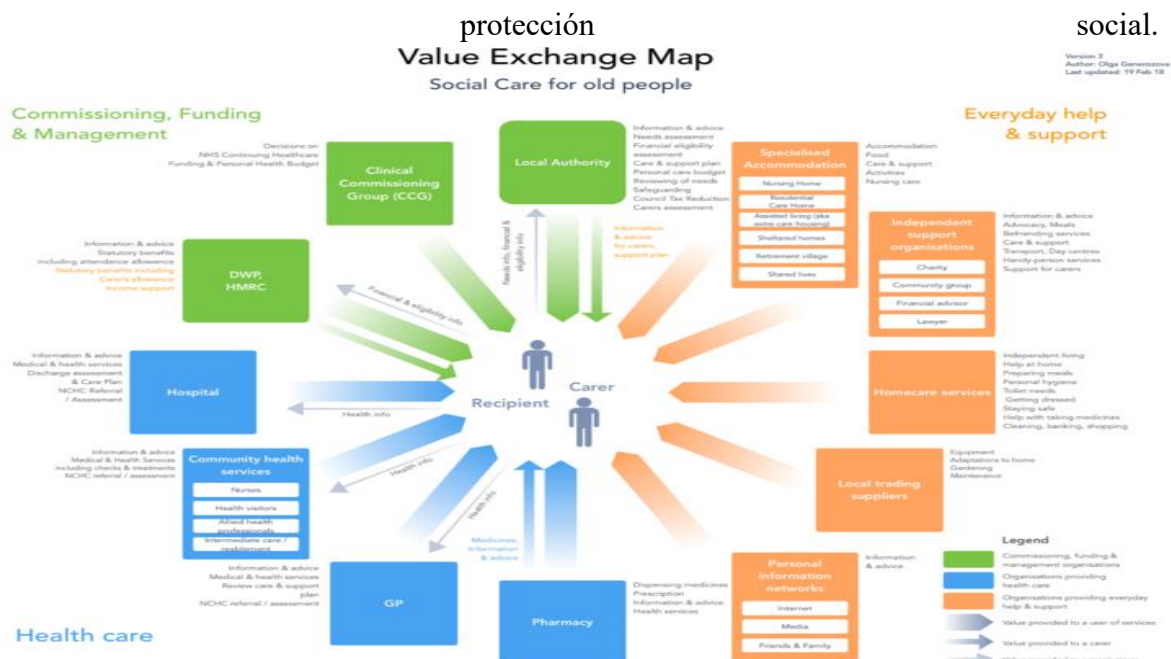 protección social.
Value Exchange Map
Social Care for old people
Version 3
Author: Olga Generozova
Last updated: 19 Feb 18
Commissioning, Funding
& Management
Everyday help
& support
Decisions on
NHS Continuing Healthcare
Funding & Personal Health Budget
Clinical
Commissioning
Group (CCG)
Local Authority
Information & advice
Needs assessment
Financial eligibility
assessment
Care & support plan
Personal care budget
Reviewing of needs
Safeguarding
Council Tax Reduction
Carers assessment
Specialised
Accommodation
Nursing Home
Residential
Care Home
Assisted living (aka
extra care housing)
Sheltered homes
Retirement village
Shared lives
Accommodation
Food
Care & support
Activities
Nursing care
Information & advice
Statutory benefits
including attendance allowance
Statutory benefits including
Carer's allowance
Income support
DWP,
HMRC
Needs info, financial &
eligibility info
Information
& advice
for carers,
support plan
Financial & eligibility info
Independent
support
organisations
Charity
Community group
Financial advisor
Lawyer
Information & advice
Advocacy, Meals
Befriending services
Care & support
Transport, Day centres
Handy-person services
Support for carers
Information & advice
Medical & health services
Discharge assessment
& Care Plan
NCHC Referral
/ Assessment
Hospital
Health info
Recipient
Carer
Homecare services
Independent living
Help at home
Preparing meals
Personal hygiene
Toilet needs
Getting dressed
Staying safe
Help with taking medicines
Cleaning, banking, shopping
Information & advice
Medical & Health Services
including checks & treatments
NCHC referral / assessment
Community health
services
Nurses
Health visitors
Allied health
professionals
Intermediate care /
reablement
Health info
Health info
Local trading
suppliers
Equipment
Adaptations to home
Gardening
Maintenance
Information & advice
Medical & health services
Review care & support
plan
NCHC referral / assessment
GP
Medicines,
Information
& advice
Pharmacy
Dispensing medicines
Prescription
Information & advice
Health services
Personal
information
networks
Internet
Media
Friends & Family
Information
& advice
Legend
Commissioning, funding &
management organisations
Organisations providing
health care
Organisations providing everyday
help & support
Value provided to a user of services
Value provided to a carer
Health care